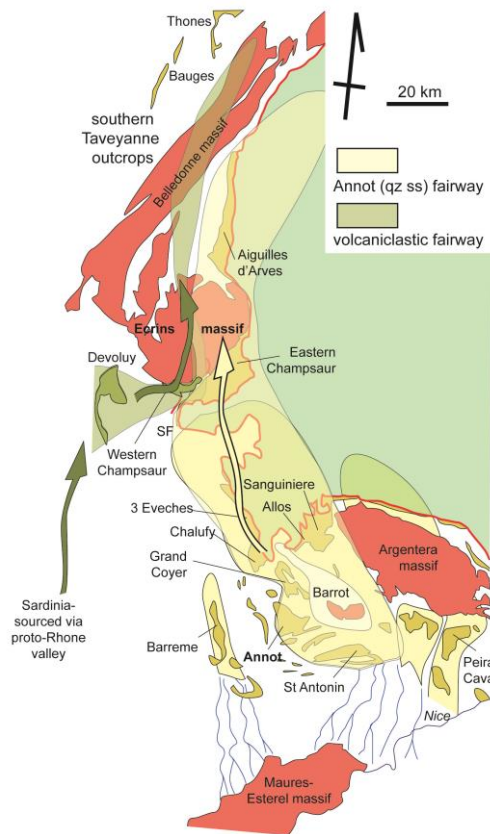 Thones
Bauges
southern
Taveyanne
outcrops
Belledonne massif
20 km
Annot (qz ss) fairway
volcaniclastic fairway
Aiguilles
d'Arves
Ecrins
massif
Devoluy
Eastern
Champsaur
Western
Champsaur
SF
Sanguiniere
3 Eveches
Allos
Chalufy
Grand
Coyer
Argentera
massif
Barrot
Sardinia-
sourced via
proto-Rhone
valley
Barreme
Annot
St Antonin
Peira
Cava
Nice
Maures-
Esterel massif